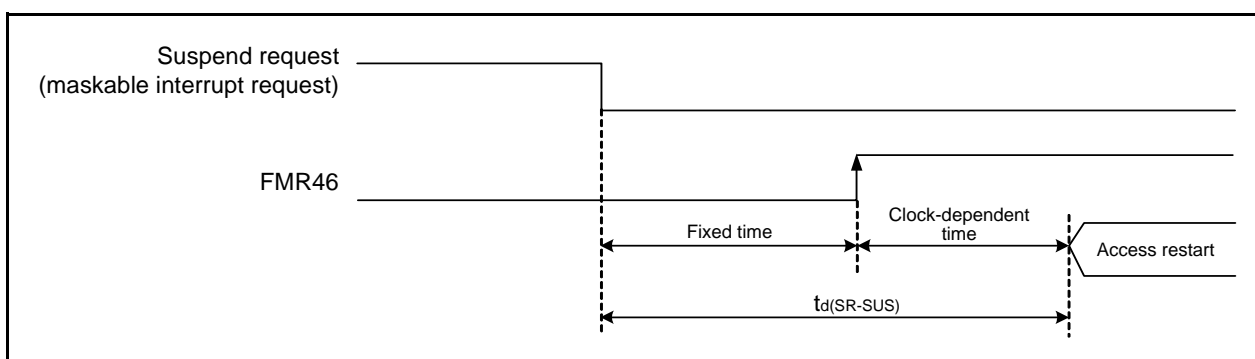 Suspend request
(maskable interrupt request)
FMR46
Fixed time
Clock-dependent
time
Access restart
td(SR-SUS)